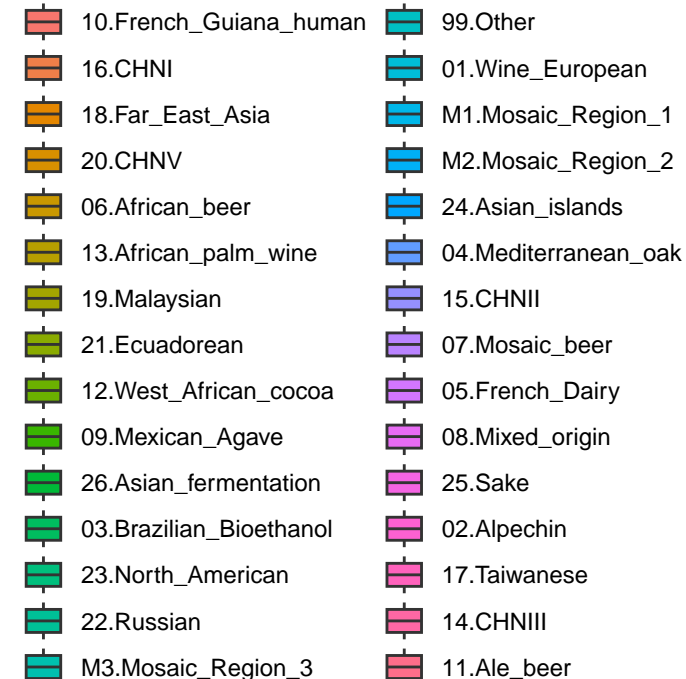 10.French_Guiana_human
16.CHNI
18.Far_East_Asia
20.CHNV
06.African_beer
13.African_palm_wine
19.Malaysian
21.Ecuadorean
12.West_African_cocoa
09.Mexican_Agave
26.Asian_fermentation
03.Brazilian_Bioethanol
23.North_American
22.Russian
M3.Mosaic_Region_3
99.Other
01.Wine_European
M1.Mosaic_Region_1
M2.Mosaic_Region_2
24.Asian_islands
04.Mediterranean_oak
15.CHNII
07.Mosaic_beer
05.French_Dairy
08.Mixed_origin
25.Sake
02.Alpechin
17.Taiwanese
14.CHNIII
11.Ale_beer